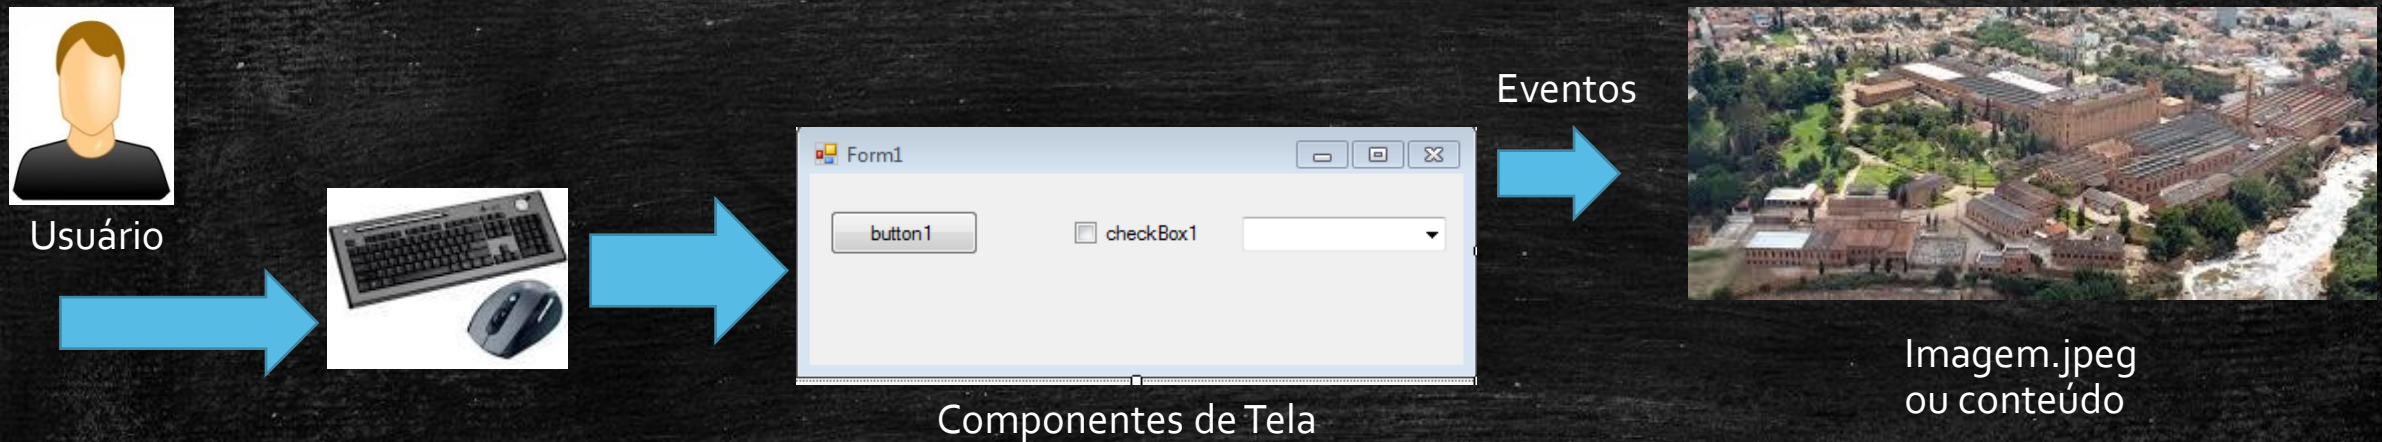 Usuário
Form1
button1
checkBox1
Componentes de Tela
Eventos
Imagem.jpeg
ou conteúdo